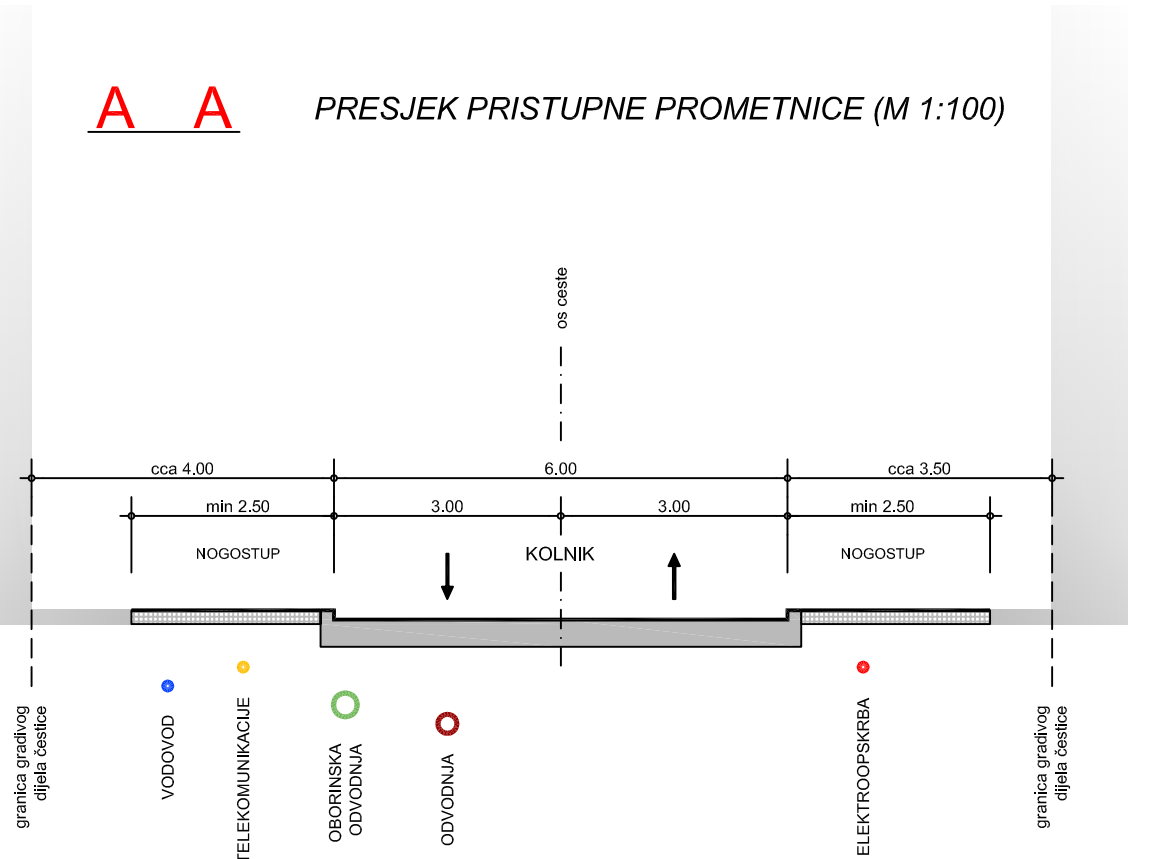 A A
PRESJEK PRISTUPNE PROMETNICE (M 1:100)
os ceste
cca 4.00
6.00
cca 3.50
min 2.50
3.00
3.00
min 2.50
NOGOSTUP
KOLNIK
NOGOSTUP
granica gradivog
dijela čestice
VODOVOD
TELEKOMUNIKACIJE
OBORINSKA
ODVODNJA
ODVODNJA
ELEKTROOPSKRBA
granica gradivog
dijela čestice